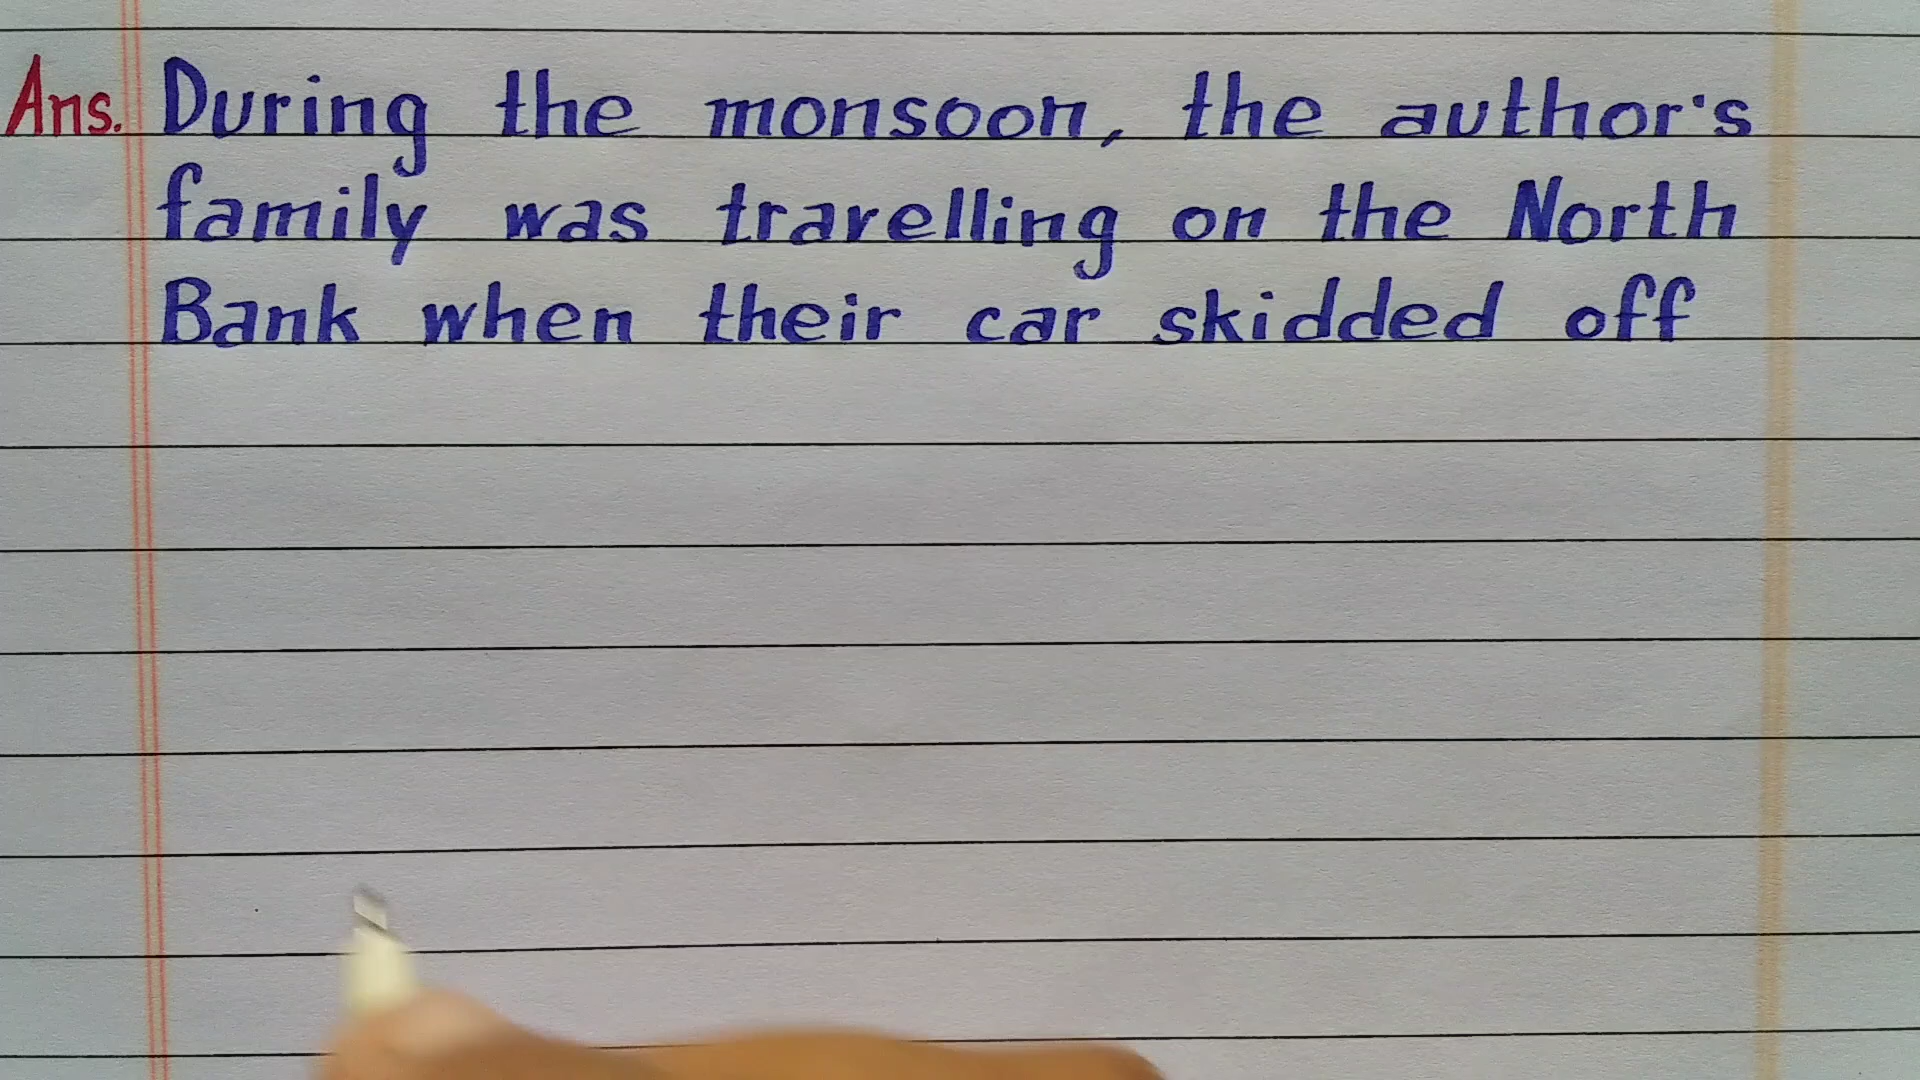 Ans. During the monsoon, the author's
family was travelling on the North
Bank when their car skidded off